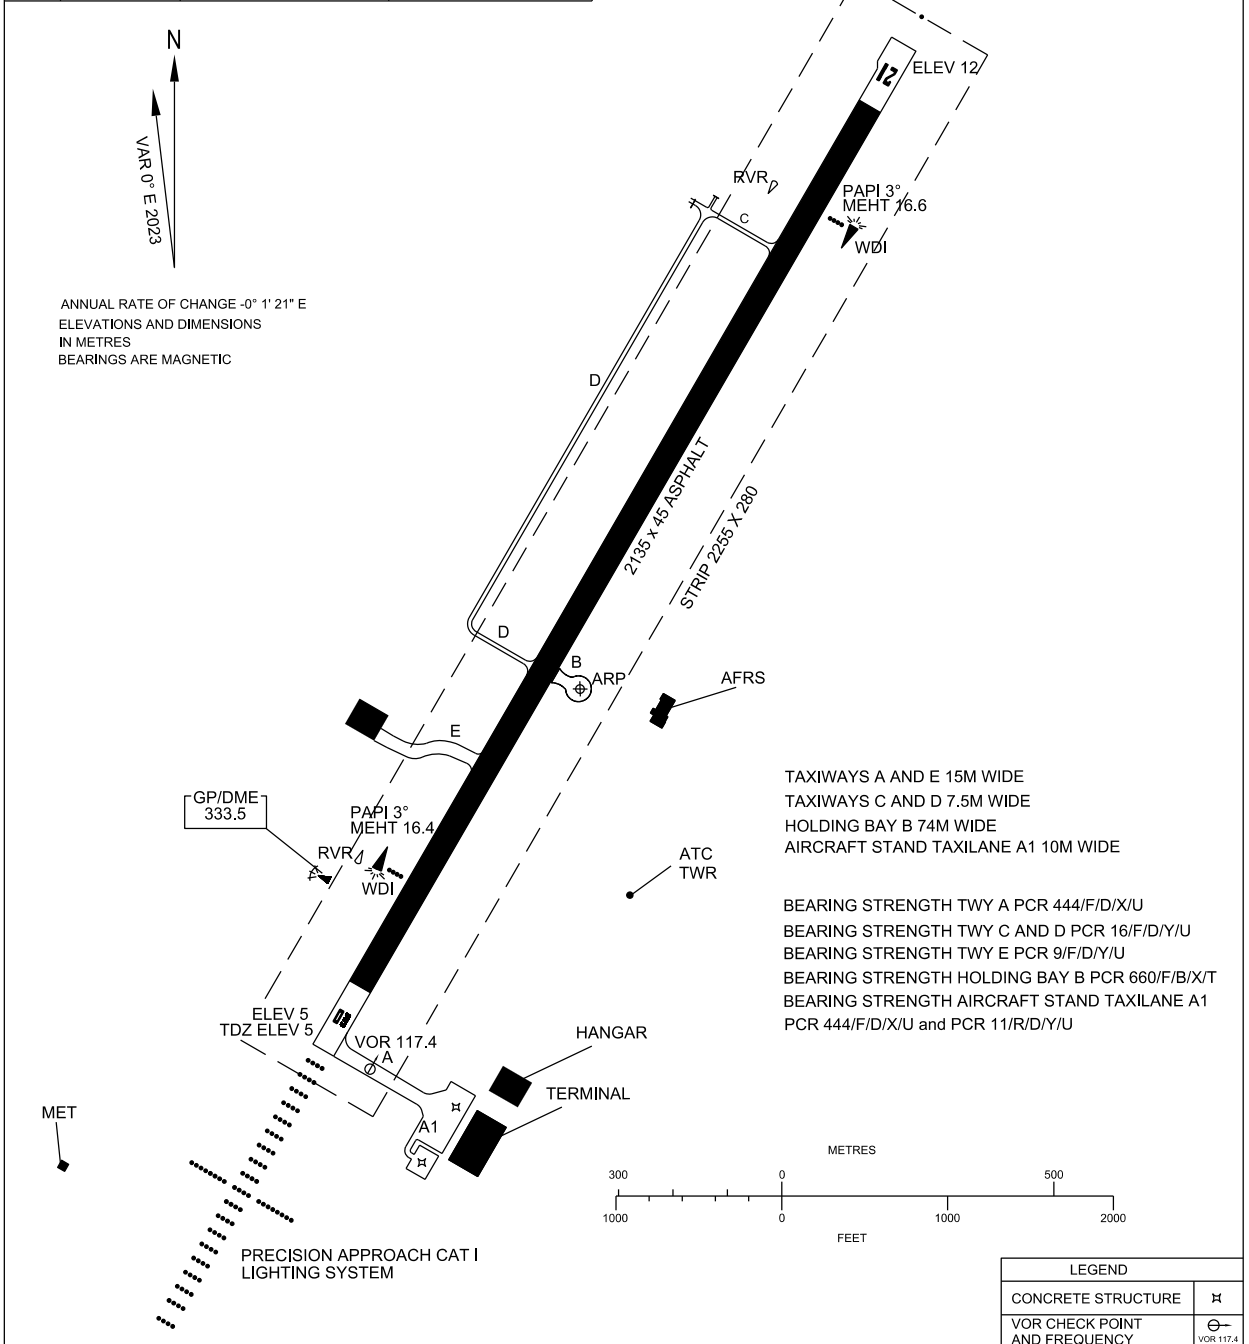 N
VAR 0° E 2023
ANNUAL RATE OF CHANGE -0° 1' 21" E
ELEVATIONS AND DIMENSIONS
IN METRES
BEARINGS ARE MAGNETIC
21
ELEV 12
RVR
PAPI 3°
MEHT 16.6
WDI
C
D
2135 x 45 ASPHALT
STRIP 2255 X 280
D
B
ARP
AFRS
E
GP/DME
333.5
PAPI 3°
MEHT 16.4
RVR
WDI
ATC
TWR
TAXIWAYS A AND E 15M WIDE
TAXIWAYS C AND D 7.5M WIDE
HOLDING BAY B 74M WIDE
AIRCRAFT STAND TAXILANE A1 10M WIDE
BEARING STRENGTH TWY A PCR 444/F/D/X/U
BEARING STRENGTH TWY C AND D PCR 16/F/D/Y/U
BEARING STRENGTH TWY E PCR 9/F/D/Y/U
BEARING STRENGTH HOLDING BAY B PCR 660/F/B/X/T
BEARING STRENGTH AIRCRAFT STAND TAXILANE A1
PCR 444/F/D/X/U and PCR 11/R/D/Y/U
ELEV 5
TDZ ELEV 5
03
VOR 117.4
A
HANGAR
TERMINAL
A1
MET
PRECISION APPROACH CAT I
LIGHTING SYSTEM
METRES
300 0 500
1000 0 1000 2000
FEET
LEGEND
CONCRETE STRUCTURE
VOR CHECK POINT
AND FREQUENCY
VOR 117.4